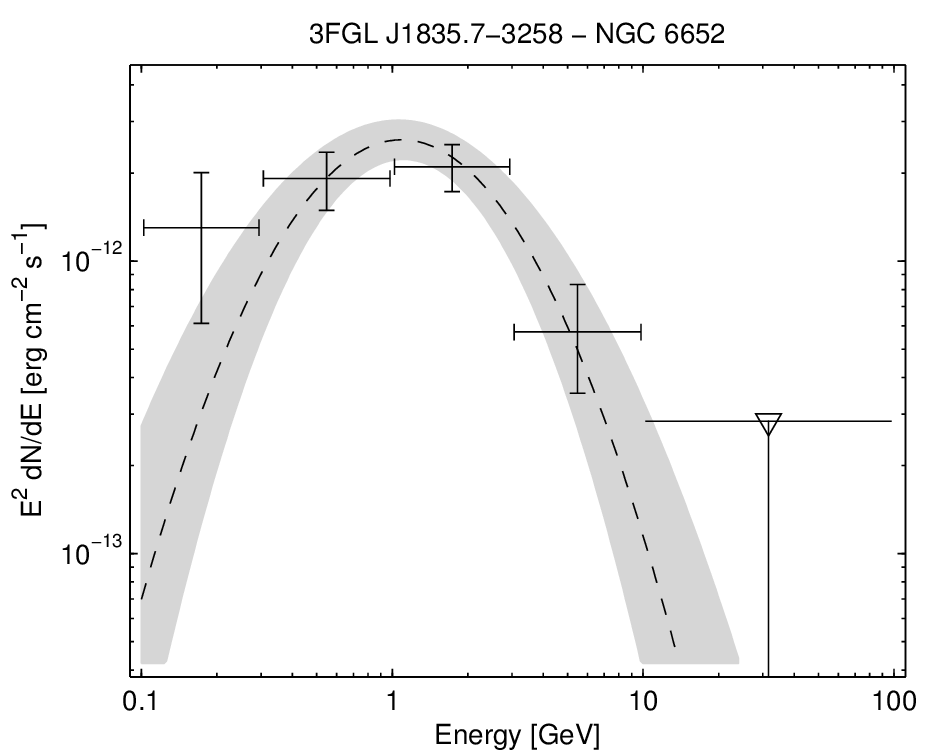 3FGL J1835.7−3258 − NGC 6652
E² dN/dE [erg cm⁻² s⁻¹]
10⁻¹²
10⁻¹³
0.1 1 10 100
Energy [GeV]